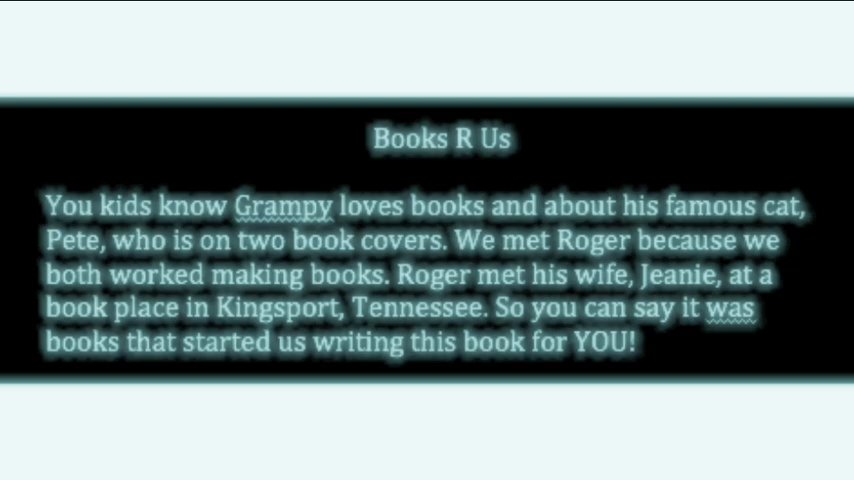 Books R Us
You kids know Grampy loves books and about his famous cat,
Pete, who is on two book covers. We met Roger because we
both worked making books. Roger met his wife, Jeanie, at a
book place in Kingsport, Tennessee. So you can say it was
books that started us writing this book for YOU!